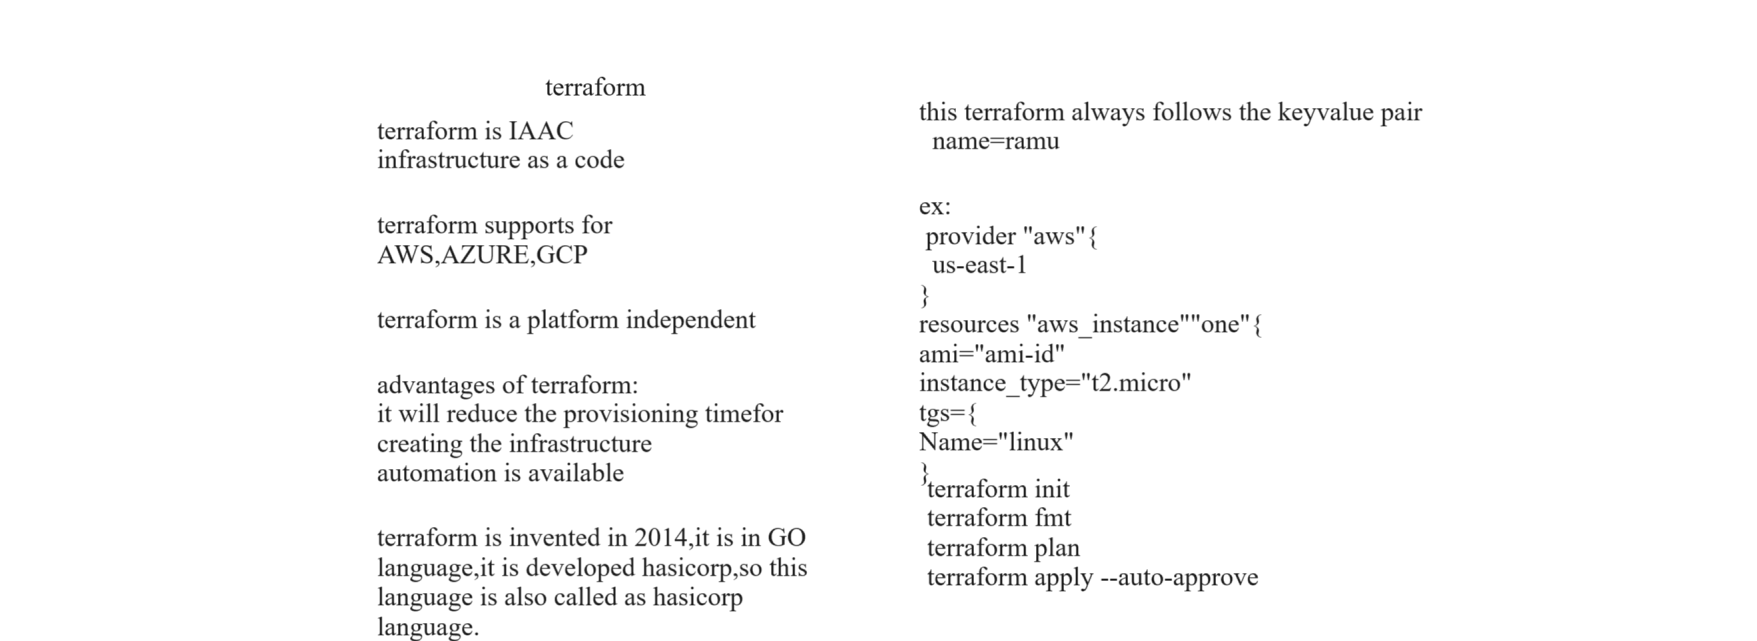 terraform
terraform is IAAC
infrastructure as a code
terraform supports for
AWS,AZURE,GCP
terraform is a platform independent
advantages of terraform:
it will reduce the provisioning timefor
creating the infrastructure
automation is available
terraform is invented in 2014,it is in GO
language,it is developed hasicorp,so this
language is also called as hasicorp
language.
this terraform always follows the keyvalue pair
name=ramu
ex:
provider "aws"{
us-east-1
}
resources "aws_instance""one"{
ami="ami-id"
instance_type="t2.micro"
tgs={
Name="linux"
}
terraform init
terraform fmt
terraform plan
terraform apply --auto-approve